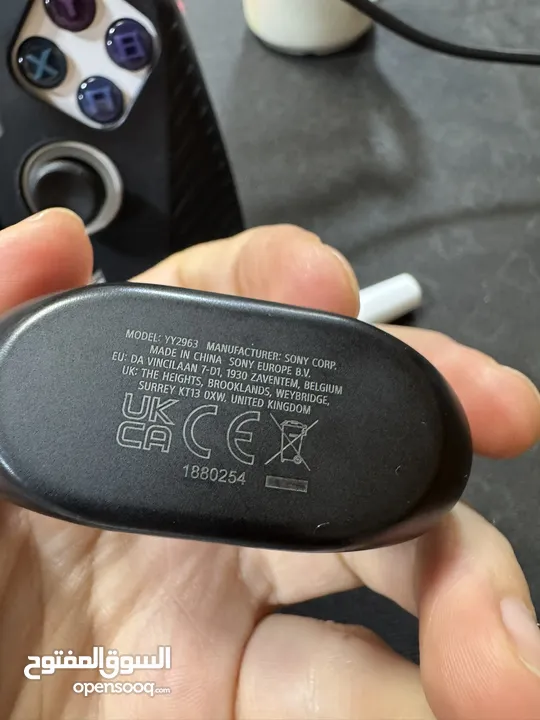 X
MODEL: YY2963 MANUFACTURER: SONY CORP.
MADE IN CHINA SONY EUROPE B.V.
EU: DA VINCILAAN 7-D1, 1930 ZAVENTEM, BELGIUM
UK: THE HEIGHTS, BROOKLANDS, WEYBRIDGE,
SURREY KT13 0XW, UNITED KINGDOM
UK
CA
CE
1880254
السوق المفتوح
opensooq.com